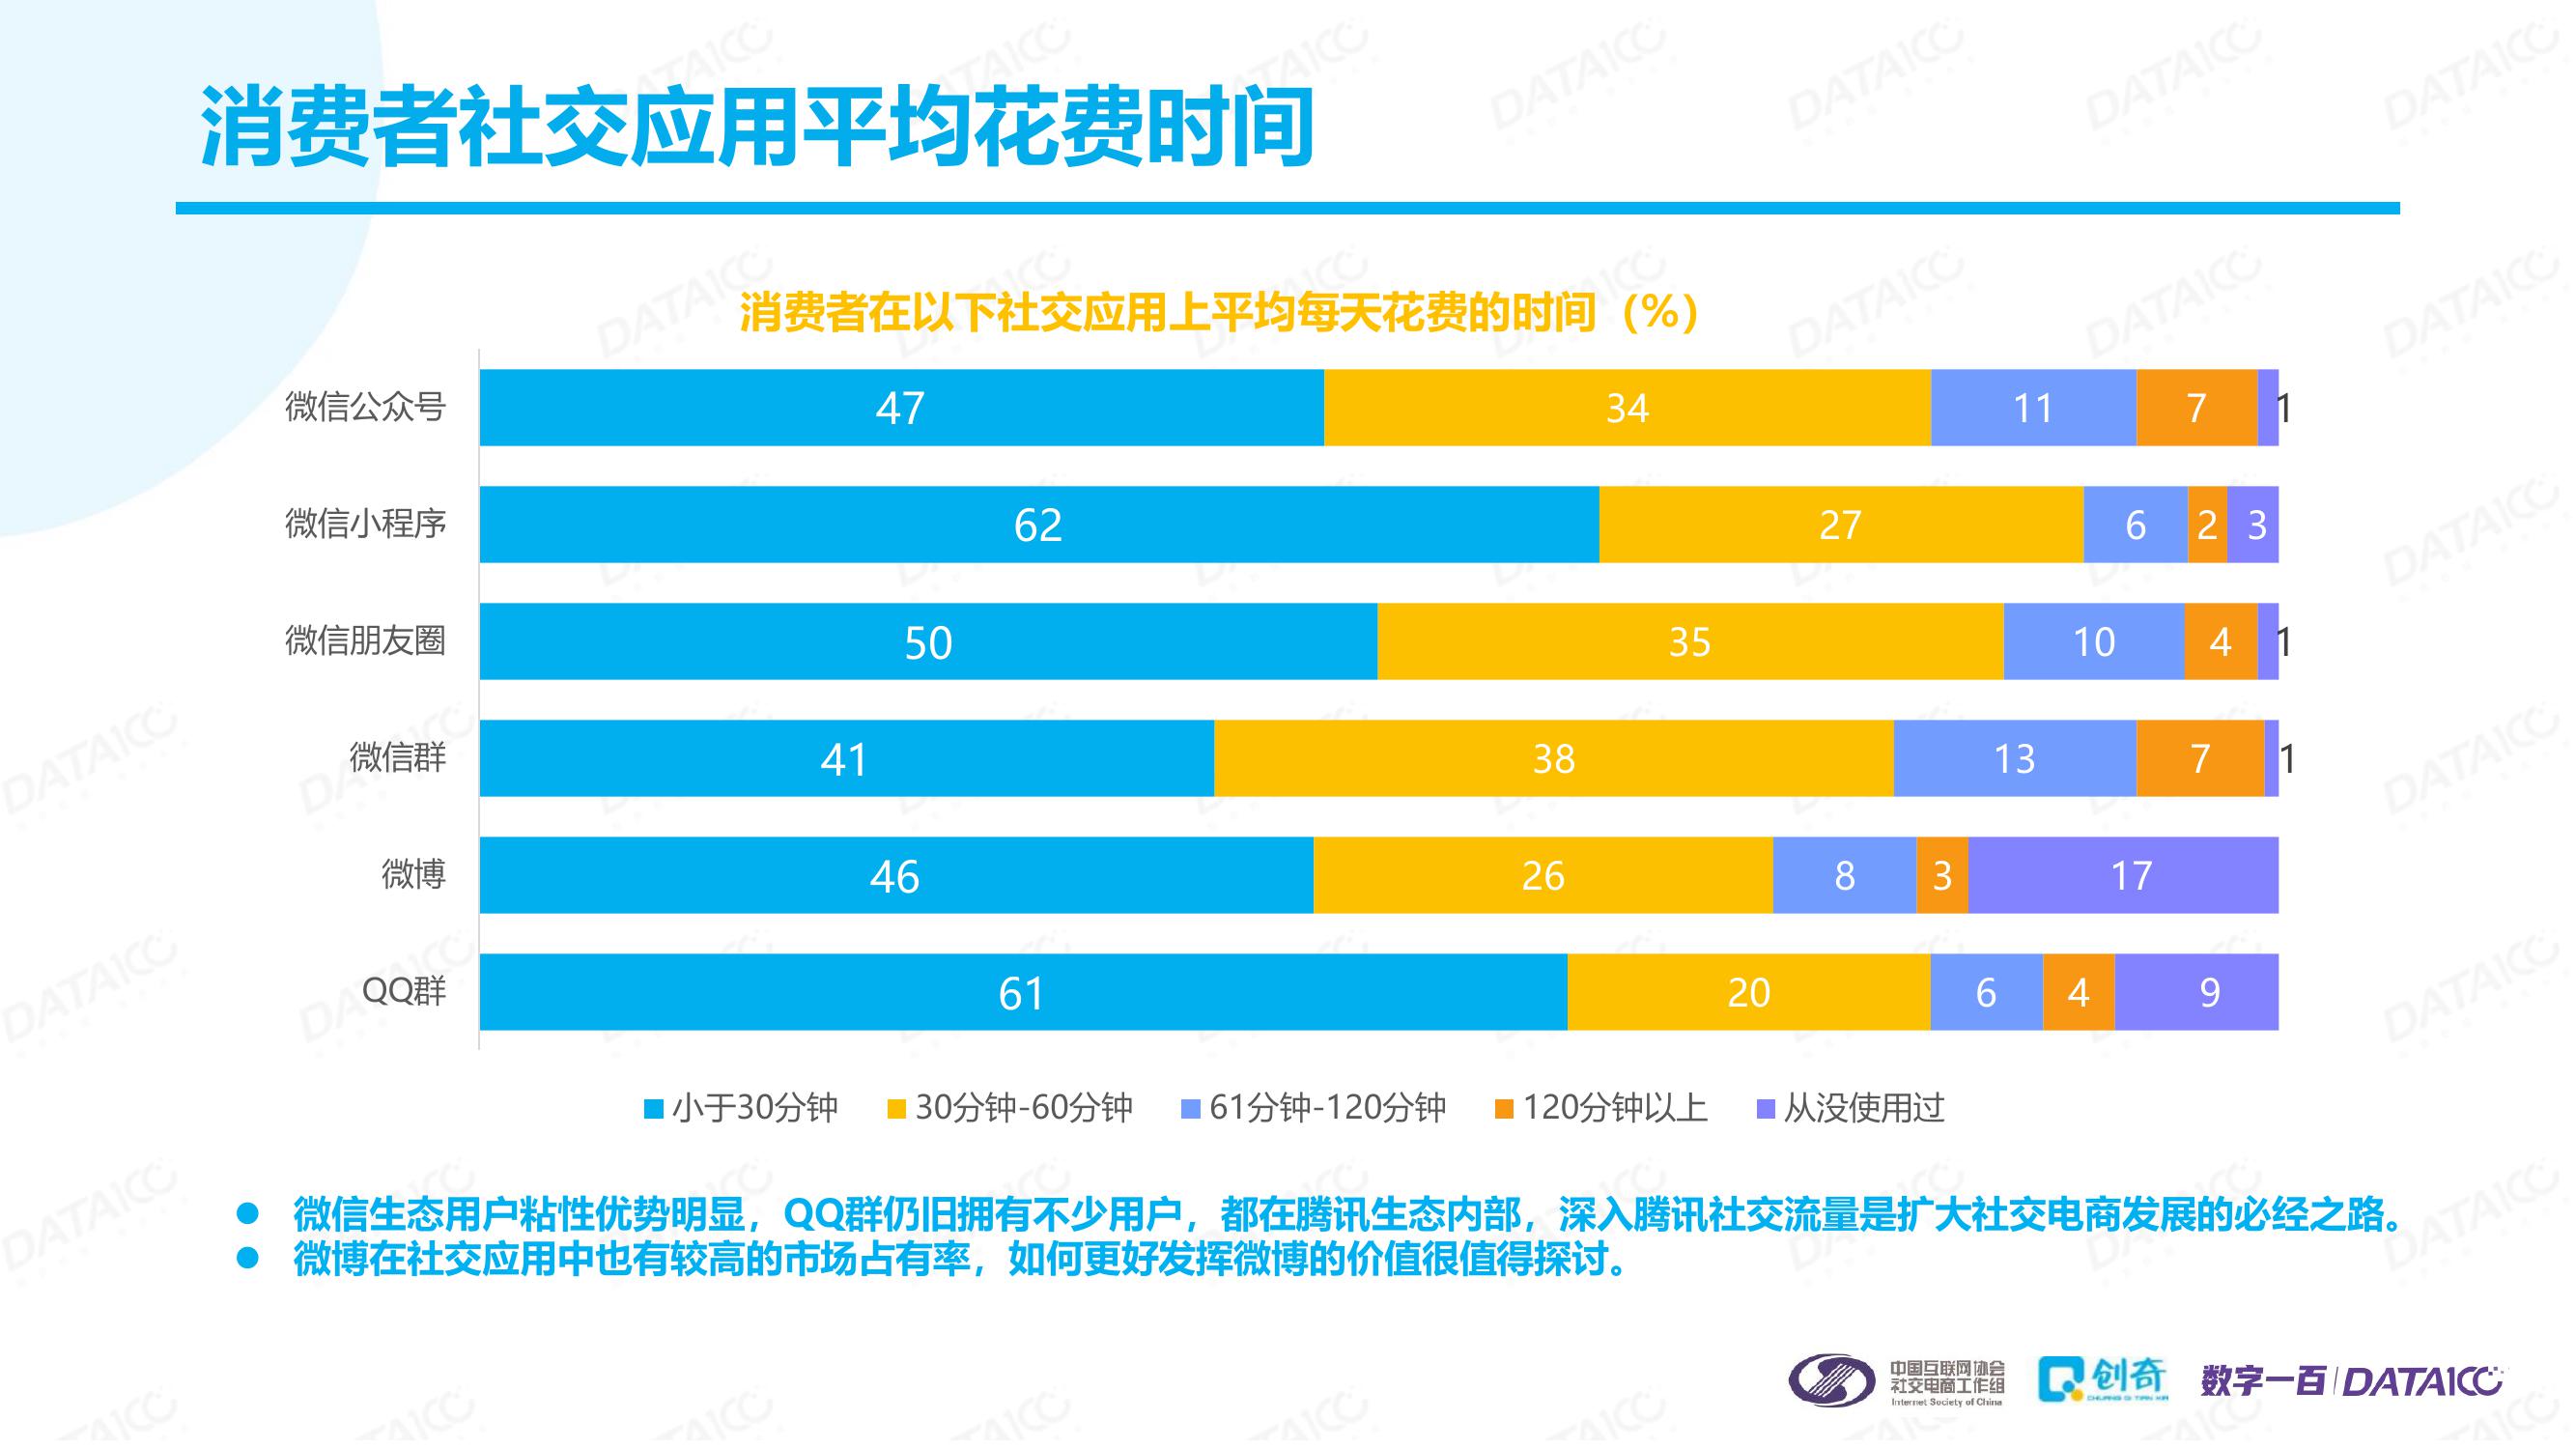 消费者社交应用平均花费时间
消费者在以下社交应用上平均每天花费的时间（%）
微信公众号 47 34 11 7 1
微信小程序 62 27 6 2 3
微信朋友圈 50 35 10 4 1
微信群 41 38 13 7 1
微博 46 26 8 3 17
QQ群 61 20 6 4 9
小于30分钟 30分钟-60分钟 61分钟-120分钟 120分钟以上 从没使用过
● 微信生态用户粘性优势明显，QQ群仍旧拥有不少用户，都在腾讯生态内部，深入腾讯社交流量是扩大社交电商发展的必经之路。
● 微博在社交应用中也有较高的市场占有率，如何更好发挥微博的价值很值得探讨。
中国互联网协会
社交电商工作组
Internet Society of China
创奇
CHUANG QI TIAN XIA
数字一百 | DATA100